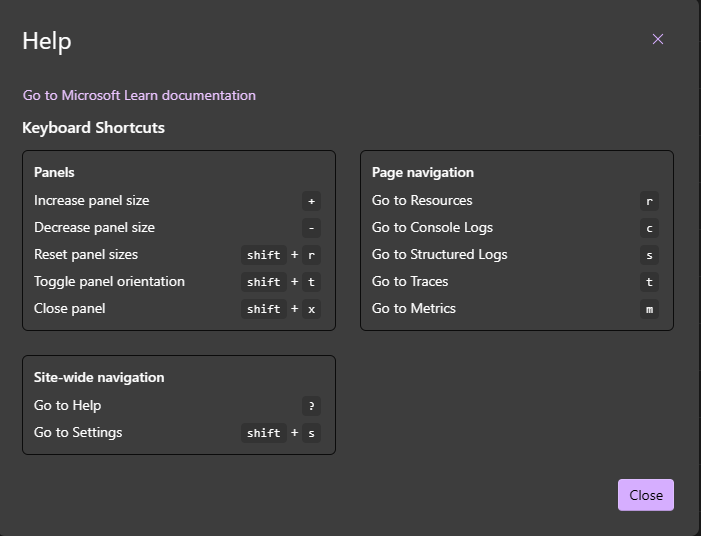 Help
Go to Microsoft Learn documentation
Keyboard Shortcuts
Panels
Increase panel size +
Decrease panel size -
Reset panel sizes shift + r
Toggle panel orientation shift + t
Close panel shift + x
Page navigation
Go to Resources r
Go to Console Logs c
Go to Structured Logs s
Go to Traces t
Go to Metrics m
Site-wide navigation
Go to Help ?
Go to Settings shift + s
Close